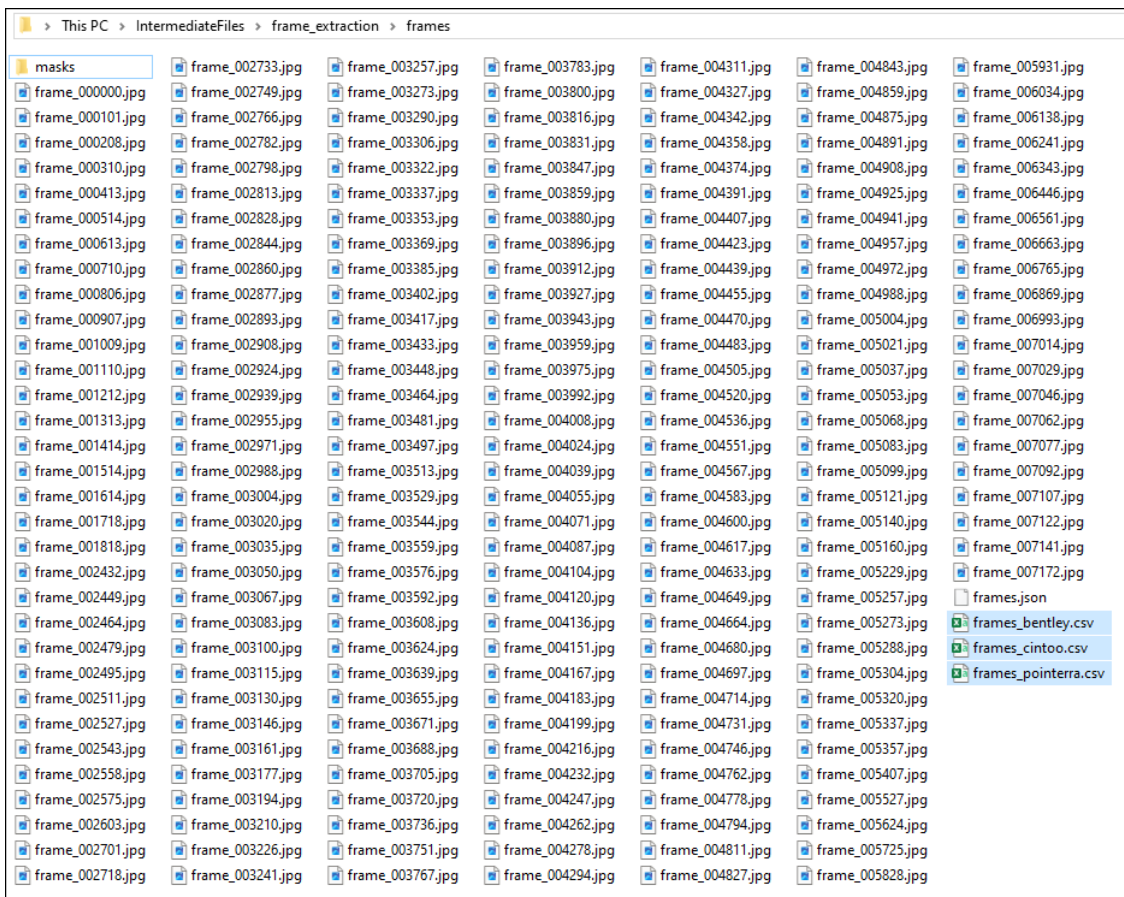 This PC > IntermediateFiles > frame_extraction > frames
masks
frame_000000.jpg
frame_000101.jpg
frame_000208.jpg
frame_000310.jpg
frame_000413.jpg
frame_000514.jpg
frame_000613.jpg
frame_000710.jpg
frame_000806.jpg
frame_000907.jpg
frame_001009.jpg
frame_001110.jpg
frame_001212.jpg
frame_001313.jpg
frame_001414.jpg
frame_001514.jpg
frame_001614.jpg
frame_001718.jpg
frame_001818.jpg
frame_002432.jpg
frame_002449.jpg
frame_002464.jpg
frame_002479.jpg
frame_002495.jpg
frame_002511.jpg
frame_002527.jpg
frame_002543.jpg
frame_002558.jpg
frame_002575.jpg
frame_002603.jpg
frame_002701.jpg
frame_002718.jpg
frame_002733.jpg
frame_002749.jpg
frame_002766.jpg
frame_002782.jpg
frame_002798.jpg
frame_002813.jpg
frame_002828.jpg
frame_002844.jpg
frame_002860.jpg
frame_002877.jpg
frame_002893.jpg
frame_002908.jpg
frame_002924.jpg
frame_002939.jpg
frame_002955.jpg
frame_002971.jpg
frame_002988.jpg
frame_003004.jpg
frame_003020.jpg
frame_003035.jpg
frame_003050.jpg
frame_003067.jpg
frame_003083.jpg
frame_003100.jpg
frame_003115.jpg
frame_003130.jpg
frame_003146.jpg
frame_003161.jpg
frame_003177.jpg
frame_003194.jpg
frame_003210.jpg
frame_003226.jpg
frame_003241.jpg
frame_003257.jpg
frame_003273.jpg
frame_003290.jpg
frame_003306.jpg
frame_003322.jpg
frame_003337.jpg
frame_003353.jpg
frame_003369.jpg
frame_003385.jpg
frame_003402.jpg
frame_003417.jpg
frame_003433.jpg
frame_003448.jpg
frame_003464.jpg
frame_003481.jpg
frame_003497.jpg
frame_003513.jpg
frame_003529.jpg
frame_003544.jpg
frame_003559.jpg
frame_003576.jpg
frame_003592.jpg
frame_003608.jpg
frame_003624.jpg
frame_003639.jpg
frame_003655.jpg
frame_003671.jpg
frame_003688.jpg
frame_003705.jpg
frame_003720.jpg
frame_003736.jpg
frame_003751.jpg
frame_003767.jpg
frame_003783.jpg
frame_003800.jpg
frame_003816.jpg
frame_003831.jpg
frame_003847.jpg
frame_003859.jpg
frame_003880.jpg
frame_003896.jpg
frame_003912.jpg
frame_003927.jpg
frame_003943.jpg
frame_003959.jpg
frame_003975.jpg
frame_003992.jpg
frame_004008.jpg
frame_004024.jpg
frame_004039.jpg
frame_004055.jpg
frame_004071.jpg
frame_004087.jpg
frame_004104.jpg
frame_004120.jpg
frame_004136.jpg
frame_004151.jpg
frame_004167.jpg
frame_004183.jpg
frame_004199.jpg
frame_004216.jpg
frame_004232.jpg
frame_004247.jpg
frame_004262.jpg
frame_004278.jpg
frame_004294.jpg
frame_004311.jpg
frame_004327.jpg
frame_004342.jpg
frame_004358.jpg
frame_004374.jpg
frame_004391.jpg
frame_004407.jpg
frame_004423.jpg
frame_004439.jpg
frame_004455.jpg
frame_004470.jpg
frame_004483.jpg
frame_004505.jpg
frame_004520.jpg
frame_004536.jpg
frame_004551.jpg
frame_004567.jpg
frame_004583.jpg
frame_004600.jpg
frame_004617.jpg
frame_004633.jpg
frame_004649.jpg
frame_004664.jpg
frame_004680.jpg
frame_004697.jpg
frame_004714.jpg
frame_004731.jpg
frame_004746.jpg
frame_004762.jpg
frame_004778.jpg
frame_004794.jpg
frame_004811.jpg
frame_004827.jpg
frame_004843.jpg
frame_004859.jpg
frame_004875.jpg
frame_004891.jpg
frame_004908.jpg
frame_004925.jpg
frame_004941.jpg
frame_004957.jpg
frame_004972.jpg
frame_004988.jpg
frame_005004.jpg
frame_005021.jpg
frame_005037.jpg
frame_005053.jpg
frame_005068.jpg
frame_005083.jpg
frame_005099.jpg
frame_005121.jpg
frame_005140.jpg
frame_005160.jpg
frame_005229.jpg
frame_005257.jpg
frame_005273.jpg
frame_005288.jpg
frame_005304.jpg
frame_005320.jpg
frame_005337.jpg
frame_005357.jpg
frame_005407.jpg
frame_005527.jpg
frame_005624.jpg
frame_005725.jpg
frame_005828.jpg
frame_005931.jpg
frame_006034.jpg
frame_006138.jpg
frame_006241.jpg
frame_006343.jpg
frame_006446.jpg
frame_006561.jpg
frame_006663.jpg
frame_006765.jpg
frame_006869.jpg
frame_006993.jpg
frame_007014.jpg
frame_007029.jpg
frame_007046.jpg
frame_007062.jpg
frame_007077.jpg
frame_007092.jpg
frame_007107.jpg
frame_007122.jpg
frame_007141.jpg
frame_007172.jpg
frames.json
frames_bentley.csv
frames_cintoo.csv
frames_pointerra.csv